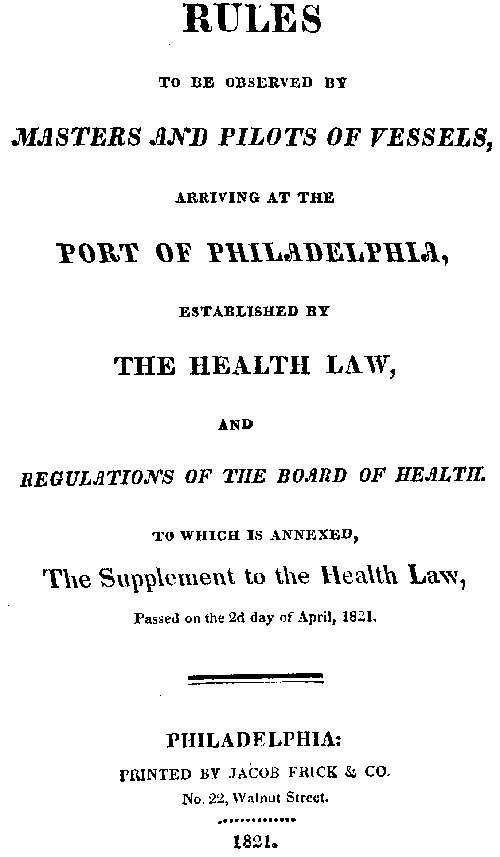 RULES
TO BE OBSERVED BY
MASTERS AND PILOTS OF VESSELS,
ARRIVING AT THE
PORT OF PHILADELPHIA,
ESTABLISHED BY
THE HEALTH LAW,
AND
REGULATIONS OF THE BOARD OF HEALTH.
TO WHICH IS ANNEXED,
The Supplement to the Health Law,
Passed on the 2d day of April, 1821.
PHILADELPHIA:
PRINTED BY JACOB FRICK & CO.
No. 22, Walnut Street.
1821.